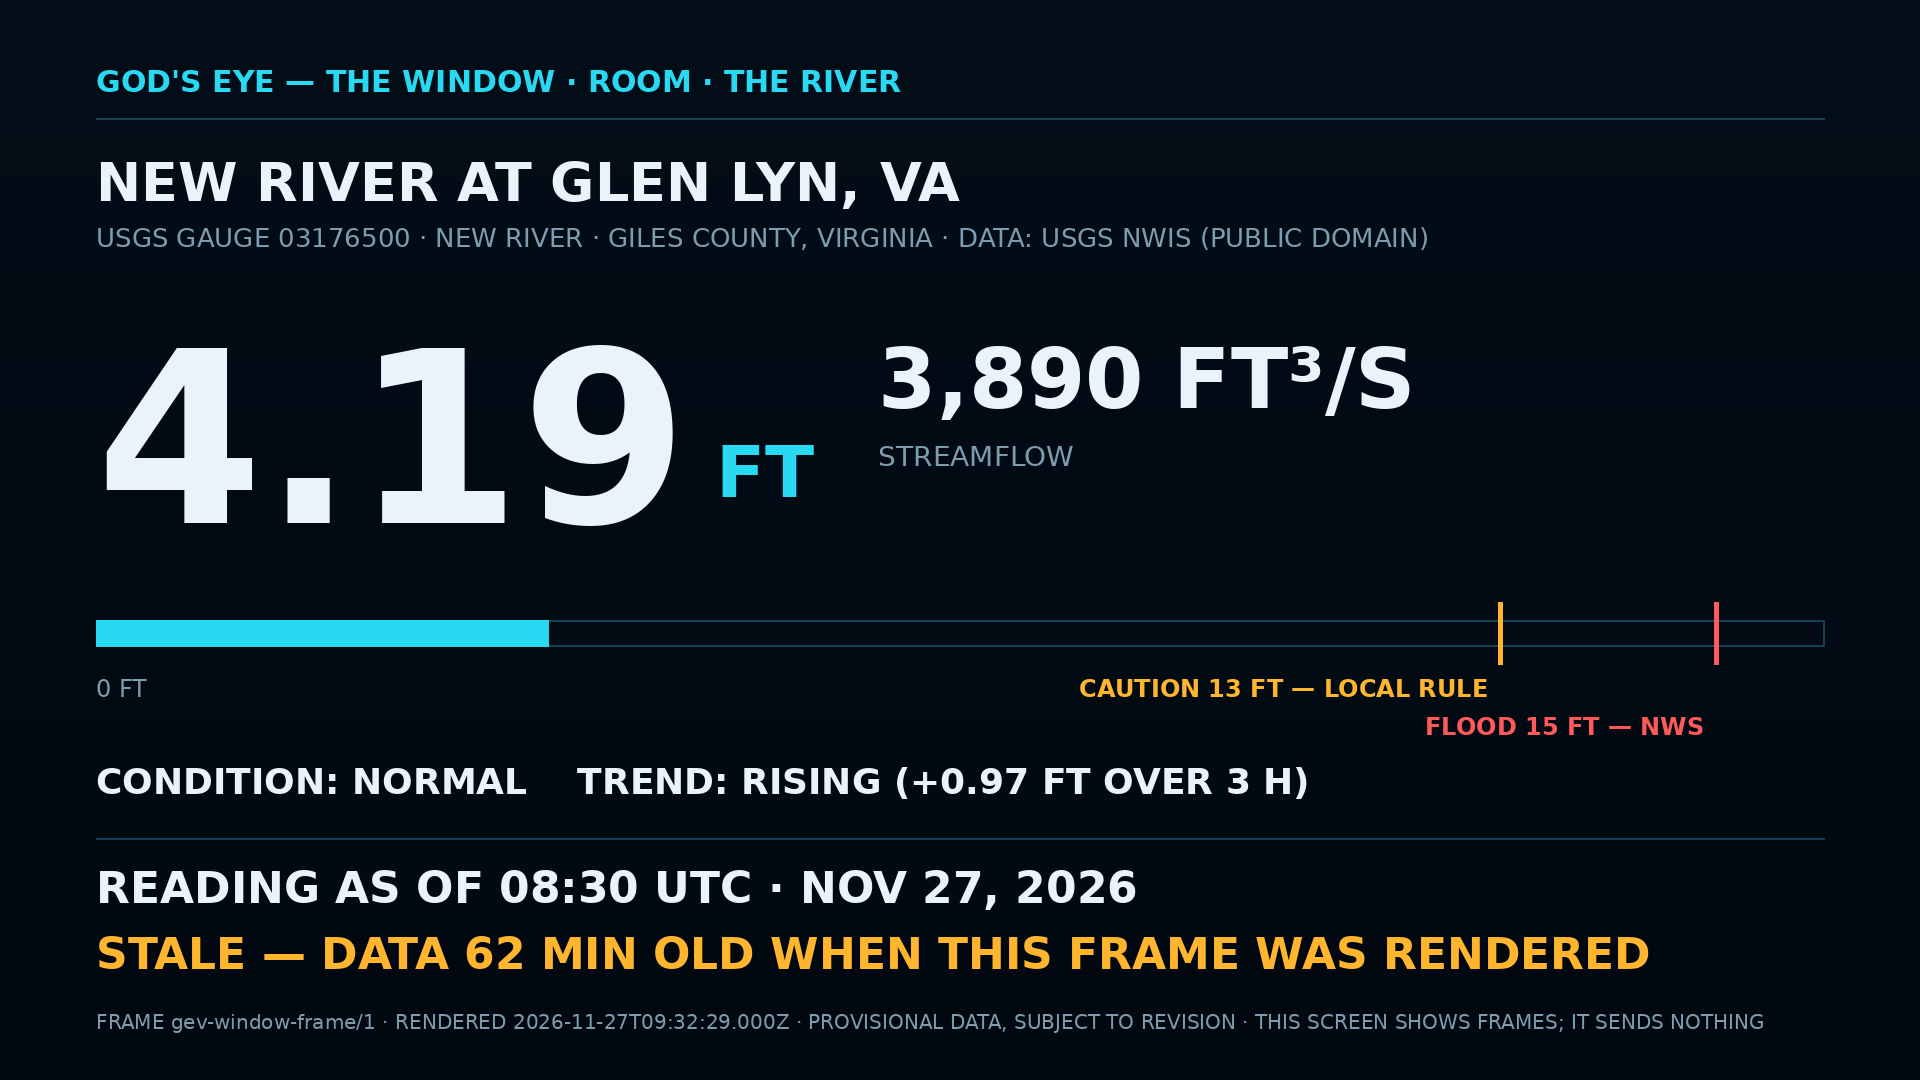 GOD'S EYE — THE WINDOW · ROOM · THE RIVER
NEW RIVER AT GLEN LYN, VA
USGS GAUGE 03176500 · NEW RIVER · GILES COUNTY, VIRGINIA · DATA: USGS NWIS (PUBLIC DOMAIN)
4.19 FT
3,890 FT³/S
STREAMFLOW
0 FT
CAUTION 13 FT — LOCAL RULE
FLOOD 15 FT — NWS
CONDITION: NORMAL TREND: RISING (+0.97 FT OVER 3 H)
READING AS OF 08:30 UTC · NOV 27, 2026
STALE — DATA 62 MIN OLD WHEN THIS FRAME WAS RENDERED
FRAME gev-window-frame/1 · RENDERED 2026-11-27T09:32:29.000Z · PROVISIONAL DATA, SUBJECT TO REVISION · THIS SCREEN SHOWS FRAMES; IT SENDS NOTHING